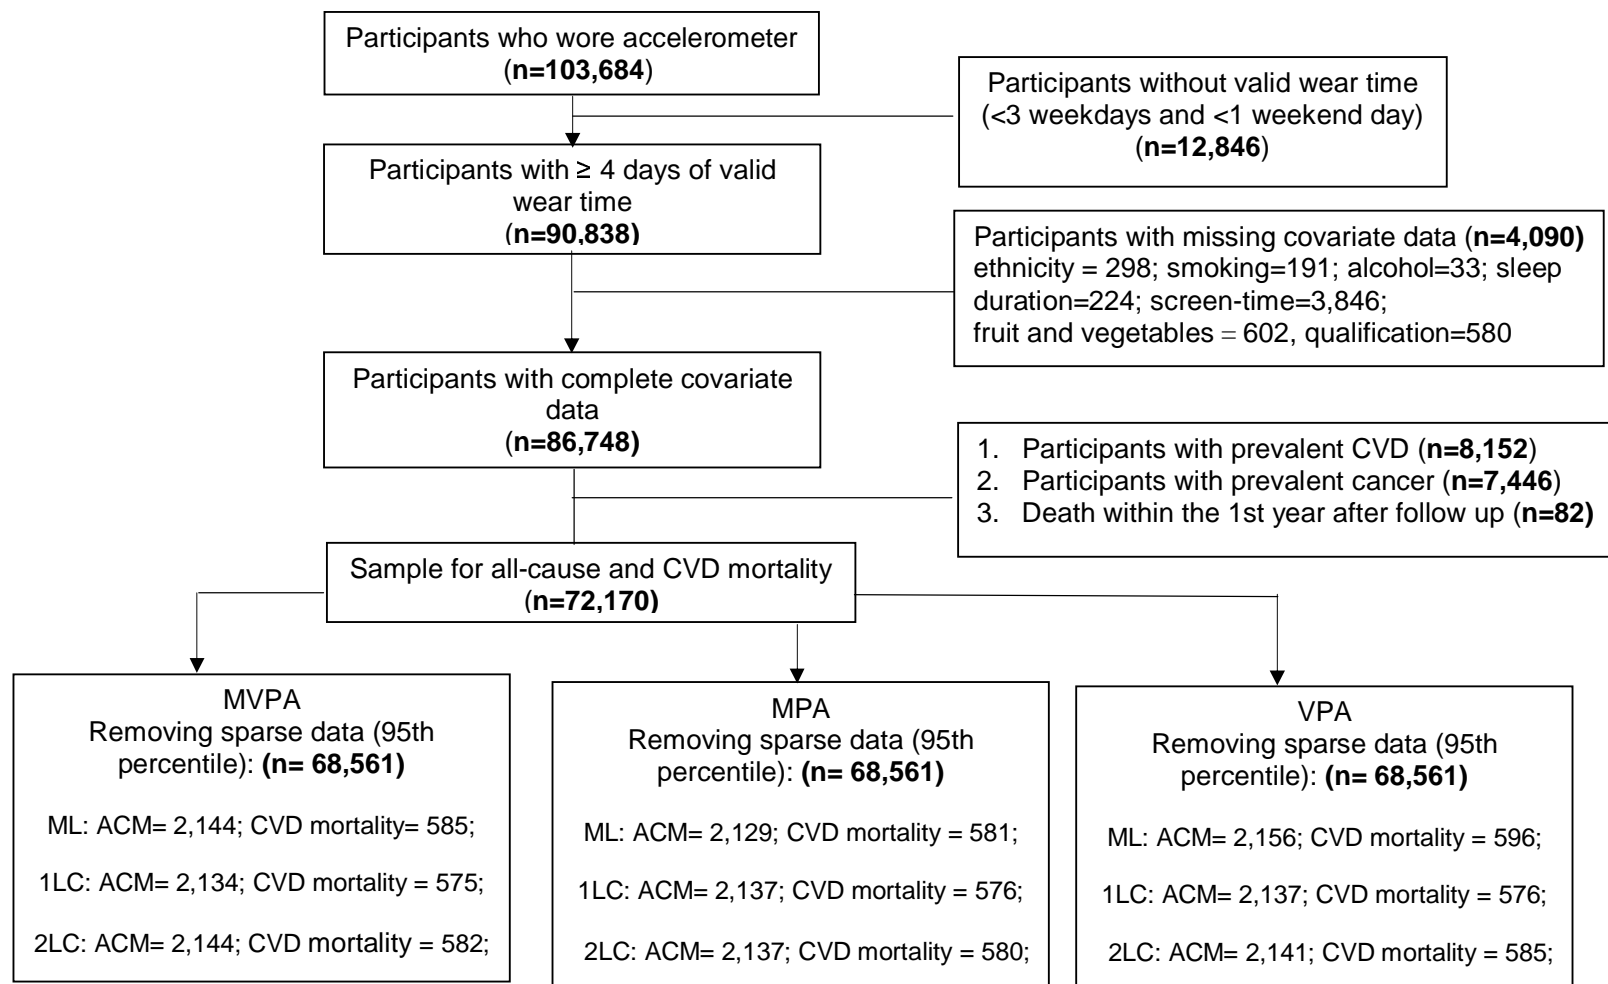 Participants who wore accelerometer
(n=103,684)
Participants without valid wear time
(<3 weekdays and <1 weekend day)
(n=12,846)
Participants with ≥ 4 days of valid
wear time
(n=90,838)
Participants with missing covariate data (n=4,090)
ethnicity = 298; smoking=191; alcohol=33; sleep
duration=224; screen-time=3,846;
fruit and vegetables = 602, qualification=580
Participants with complete covariate
data
(n=86,748)
1. Participants with prevalent CVD (n=8,152)
2. Participants with prevalent cancer (n=7,446)
3. Death within the 1st year after follow up (n=82)
Sample for all-cause and CVD mortality
(n=72,170)
MVPA
Removing sparse data (95th
percentile): (n= 68,561)
ML: ACM= 2,144; CVD mortality= 585;
1LC: ACM= 2,134; CVD mortality = 575;
2LC: ACM= 2,144; CVD mortality = 582;
MPA
Removing sparse data (95th
percentile): (n= 68,561)
ML: ACM= 2,129; CVD mortality = 581;
1LC: ACM= 2,137; CVD mortality = 576;
2LC: ACM= 2,137; CVD mortality = 580;
VPA
Removing sparse data (95th
percentile): (n= 68,561)
ML: ACM= 2,156; CVD mortality = 596;
1LC: ACM= 2,137; CVD mortality = 576;
2LC: ACM= 2,141; CVD mortality = 585;